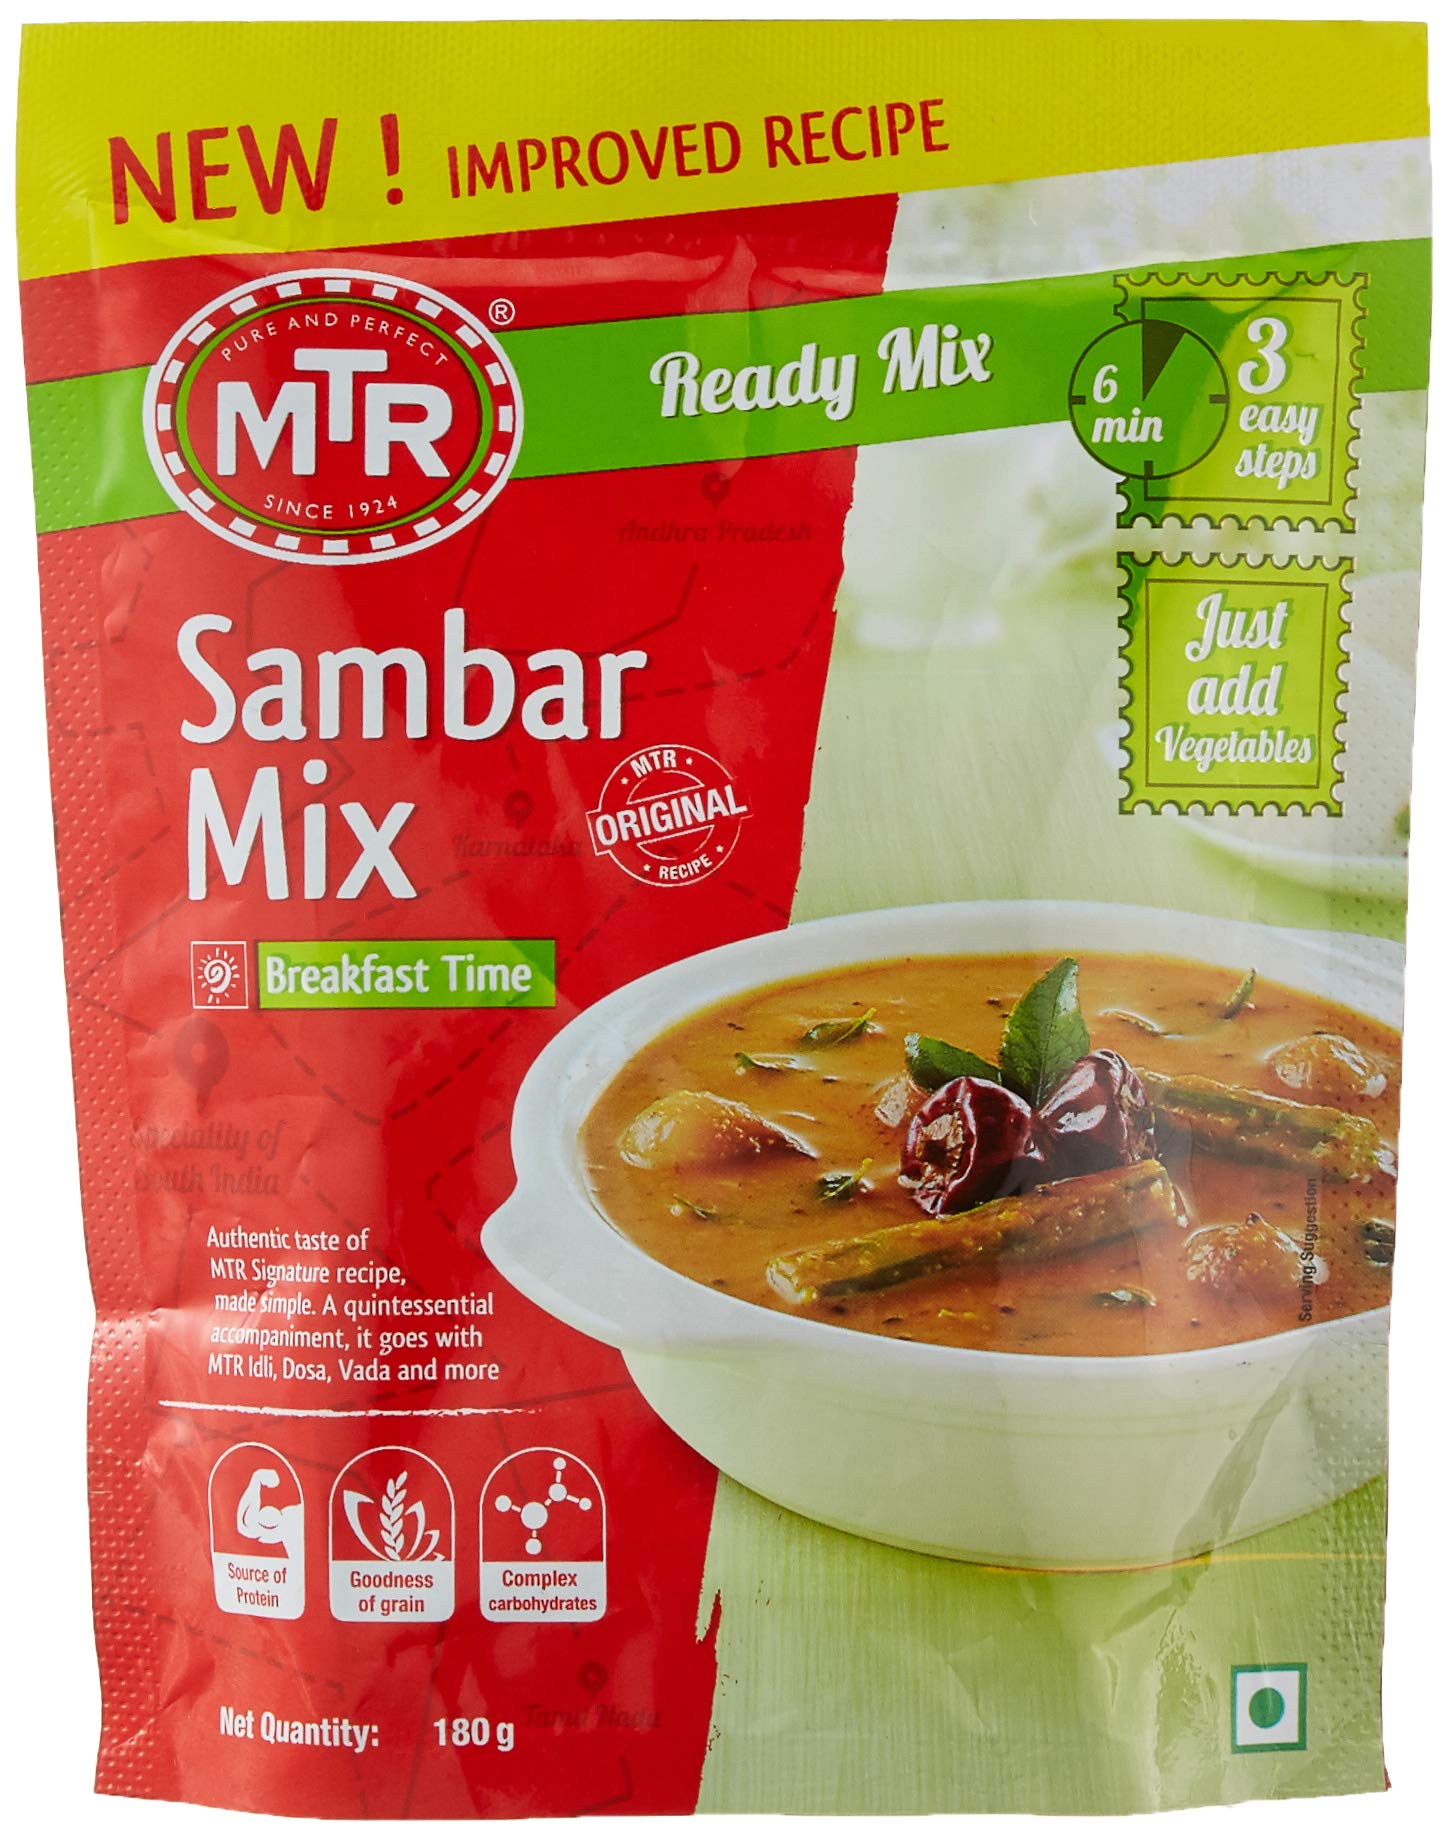 NEW ! IMPROVED RECIPE
PURE AND PERFECT
MTR
SINCE 1924
®
Ready Mix
6
min
3
easy
steps
Just
add
Vegetables
Andhra Pradesh
Sambar
Mix
MTR
ORIGINAL
RECIPE
Karnataka
Breakfast Time
Speciality of
South India
Authentic taste of
MTR Signature recipe,
made simple. A quintessential
accompaniment, it goes with
MTR Idli, Dosa, Vada and more
Serving Suggestion
Source of
Protein
Goodness
of grain
Complex
carbohydrates
Net Quantity: 180 g
Tamil Nadu